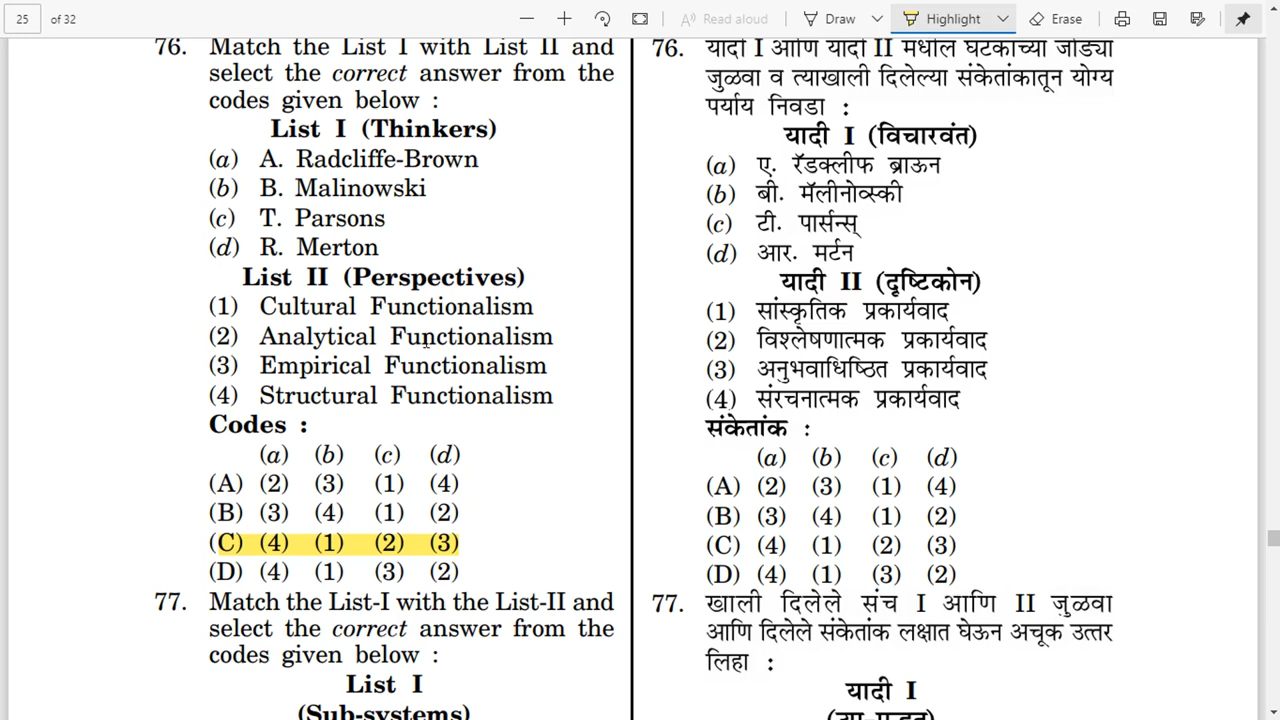 25 of 32 Read aloud Draw Highlight Erase
76. Match the List I with List II and
select the correct answer from the
codes given below :
List I (Thinkers)
(a) A. Radcliffe-Brown
(b) B. Malinowski
(c) T. Parsons
(d) R. Merton
List II (Perspectives)
(1) Cultural Functionalism
(2) Analytical Functionalism
(3) Empirical Functionalism
(4) Structural Functionalism
Codes :
(a) (b) (c) (d)
(A) (2) (3) (1) (4)
(B) (3) (4) (1) (2)
(C) (4) (1) (2) (3)
(D) (4) (1) (3) (2)
77. Match the List-I with the List-II and
select the correct answer from the
codes given below :
List I
(Sub-systems)
76. यादी I आणि यादी II मधील घटकांच्या जोड्या
जुळवा व त्याखाली दिलेल्या संकेतांकातून योग्य
पर्याय निवडा :
यादी I (विचारवंत)
(a) ए. रॅडक्लीफ ब्राऊन
(b) बी. मॅलीनोव्स्की
(c) टी. पार्सन्स्
(d) आर. मर्टन
यादी II (दृष्टिकोन)
(1) सांस्कृतिक प्रकार्यवाद
(2) विश्लेषणात्मक प्रकार्यवाद
(3) अनुभवाधिष्ठित प्रकार्यवाद
(4) संरचनात्मक प्रकार्यवाद
संकेतांक :
(a) (b) (c) (d)
(A) (2) (3) (1) (4)
(B) (3) (4) (1) (2)
(C) (4) (1) (2) (3)
(D) (4) (1) (3) (2)
77. खाली दिलेले संच I आणि II जुळवा
आणि दिलेले संकेतांक लक्षात घेऊन अचूक उत्तर
लिहा :
यादी I